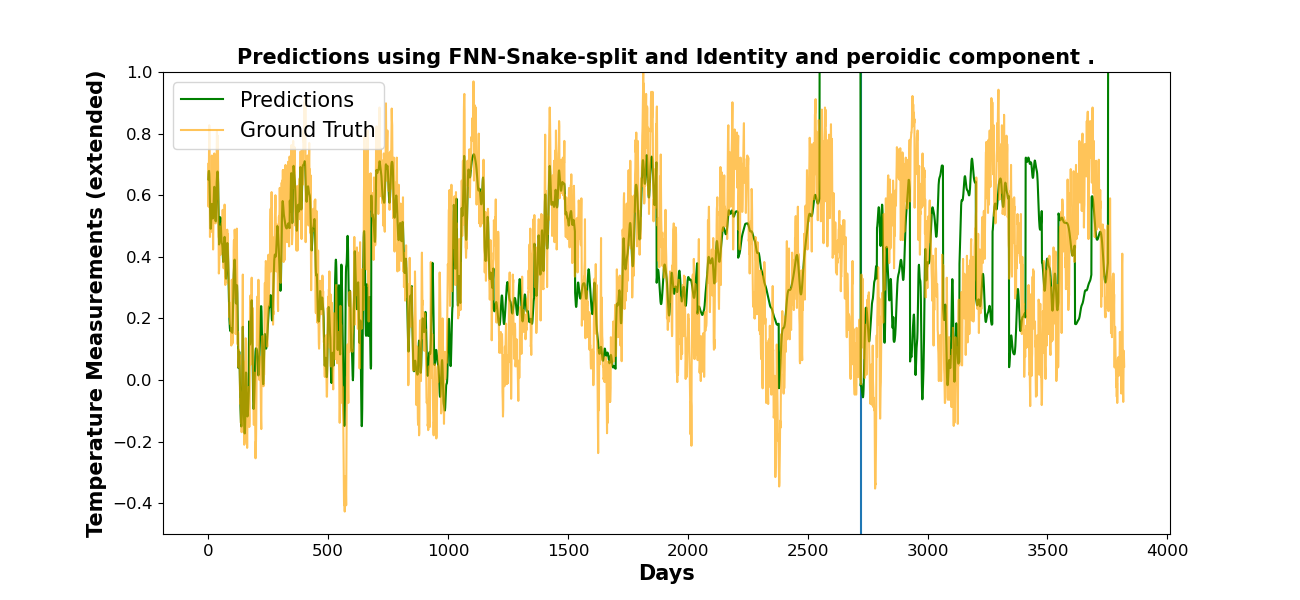 Predictions using FNN-Snake-split and Identity and peroidic component .
Temperature Measurements (extended)
1.0
0.8
0.6
0.4
0.2
0.0
−0.2
−0.4
Predictions
Ground Truth
0 500 1000 1500 2000 2500 3000 3500 4000
Days